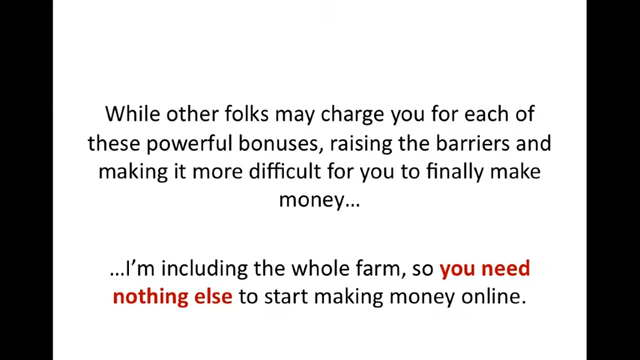 While other folks may charge you for each of
these powerful bonuses, raising the barriers and
making it more difficult for you to finally make
money…
…I'm including the whole farm, so you need
nothing else to start making money online.